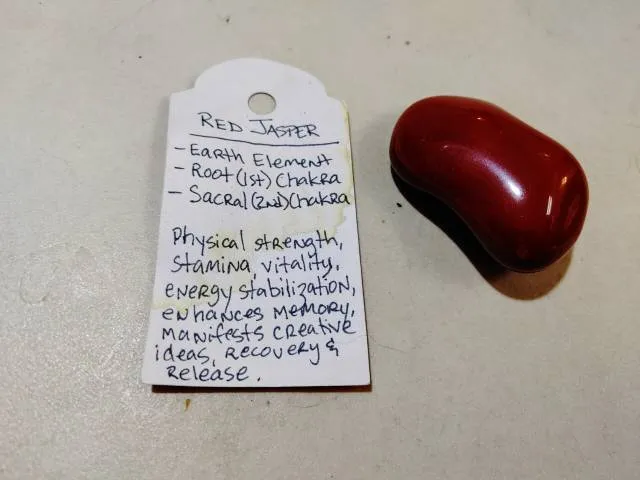 RED JASPER
- Earth Element
- Root (1st) Chakra
- Sacral (2nd) Chakra
Physical strength,
stamina, vitality,
energy stabilization,
enhances memory,
manifests creative
ideas, recovery &
release.